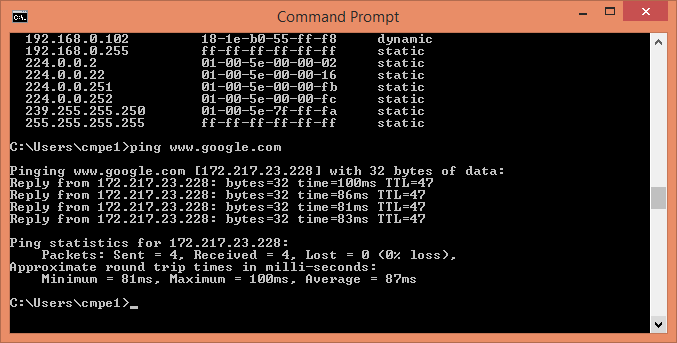 Command Prompt
192.168.0.102 18-1e-b0-55-ff-f8 dynamic
192.168.0.255 ff-ff-ff-ff-ff-ff static
224.0.0.2 01-00-5e-00-00-02 static
224.0.0.22 01-00-5e-00-00-16 static
224.0.0.251 01-00-5e-00-00-fb static
224.0.0.252 01-00-5e-00-00-fc static
239.255.255.250 01-00-5e-7f-ff-fa static
255.255.255.255 ff-ff-ff-ff-ff-ff static
C:\Users\cmpe1>ping www.google.com
Pinging www.google.com [172.217.23.228] with 32 bytes of data:
Reply from 172.217.23.228: bytes=32 time=100ms TTL=47
Reply from 172.217.23.228: bytes=32 time=86ms TTL=47
Reply from 172.217.23.228: bytes=32 time=81ms TTL=47
Reply from 172.217.23.228: bytes=32 time=83ms TTL=47
Ping statistics for 172.217.23.228:
Packets: Sent = 4, Received = 4, Lost = 0 (0% loss),
Approximate round trip times in milli-seconds:
Minimum = 81ms, Maximum = 100ms, Average = 87ms
C:\Users\cmpe1>_